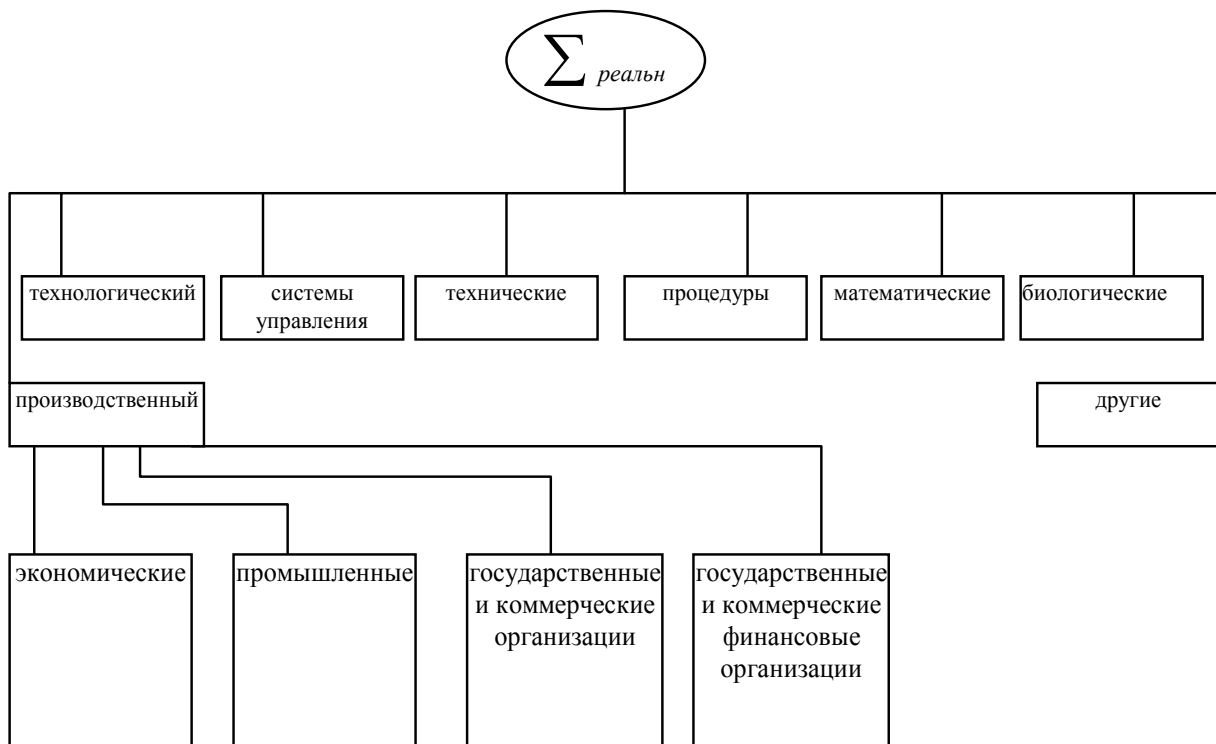 ∑ реальн
технологический
системы
управления
технические
процедуры
математические
биологические
производственный
другие
экономические
промышленные
государственные
и коммерческие
организации
государственные
и коммерческие
финансовые
организации